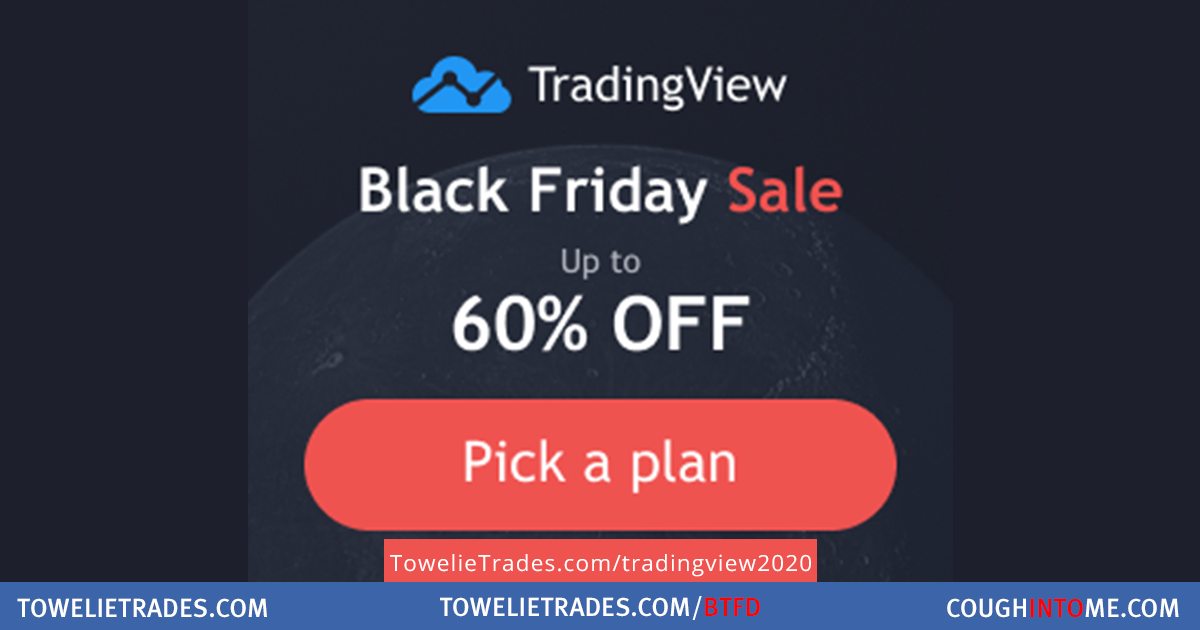 TradingView
Black Friday Sale
Up to
60% OFF
Pick a plan
TowelieTrades.com/tradingview2020
TOWELIETRADES.COM
TOWELIETRADES.COM/BTFD
COUGHINTOME.COM